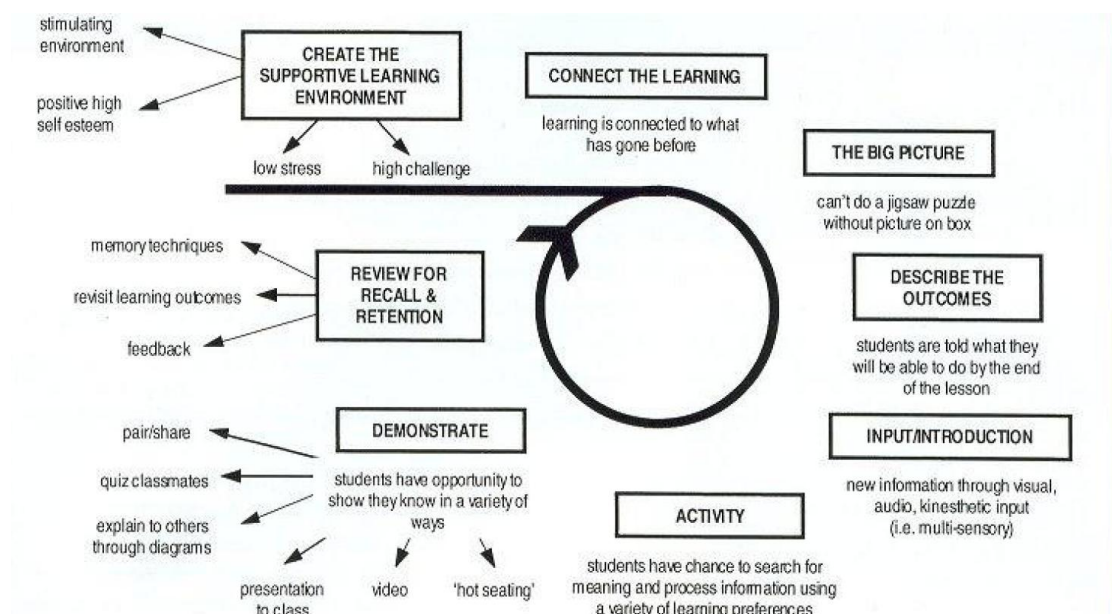 stimulating
environment
positive high
self esteem
CREATE THE
SUPPORTIVE LEARNING
ENVIRONMENT
low stress
high challenge
CONNECT THE LEARNING
learning is connected to what
has gone before
THE BIG PICTURE
can't do a jigsaw puzzle
without picture on box
DESCRIBE THE
OUTCOMES
students are told what they
will be able to do by the end
of the lesson
INPUT/INTRODUCTION
new information through visual,
audio, kinesthetic input
(i.e. multi-sensory)
ACTIVITY
students have chance to search for
meaning and process information using
a variety of learning preferences
DEMONSTRATE
students have opportunity to
show they know in a variety of
ways
pair/share
quiz classmates
explain to others
through diagrams
presentation
to class
video
'hot seating'
REVIEW FOR
RECALL &
RETENTION
memory techniques
revisit learning outcomes
feedback